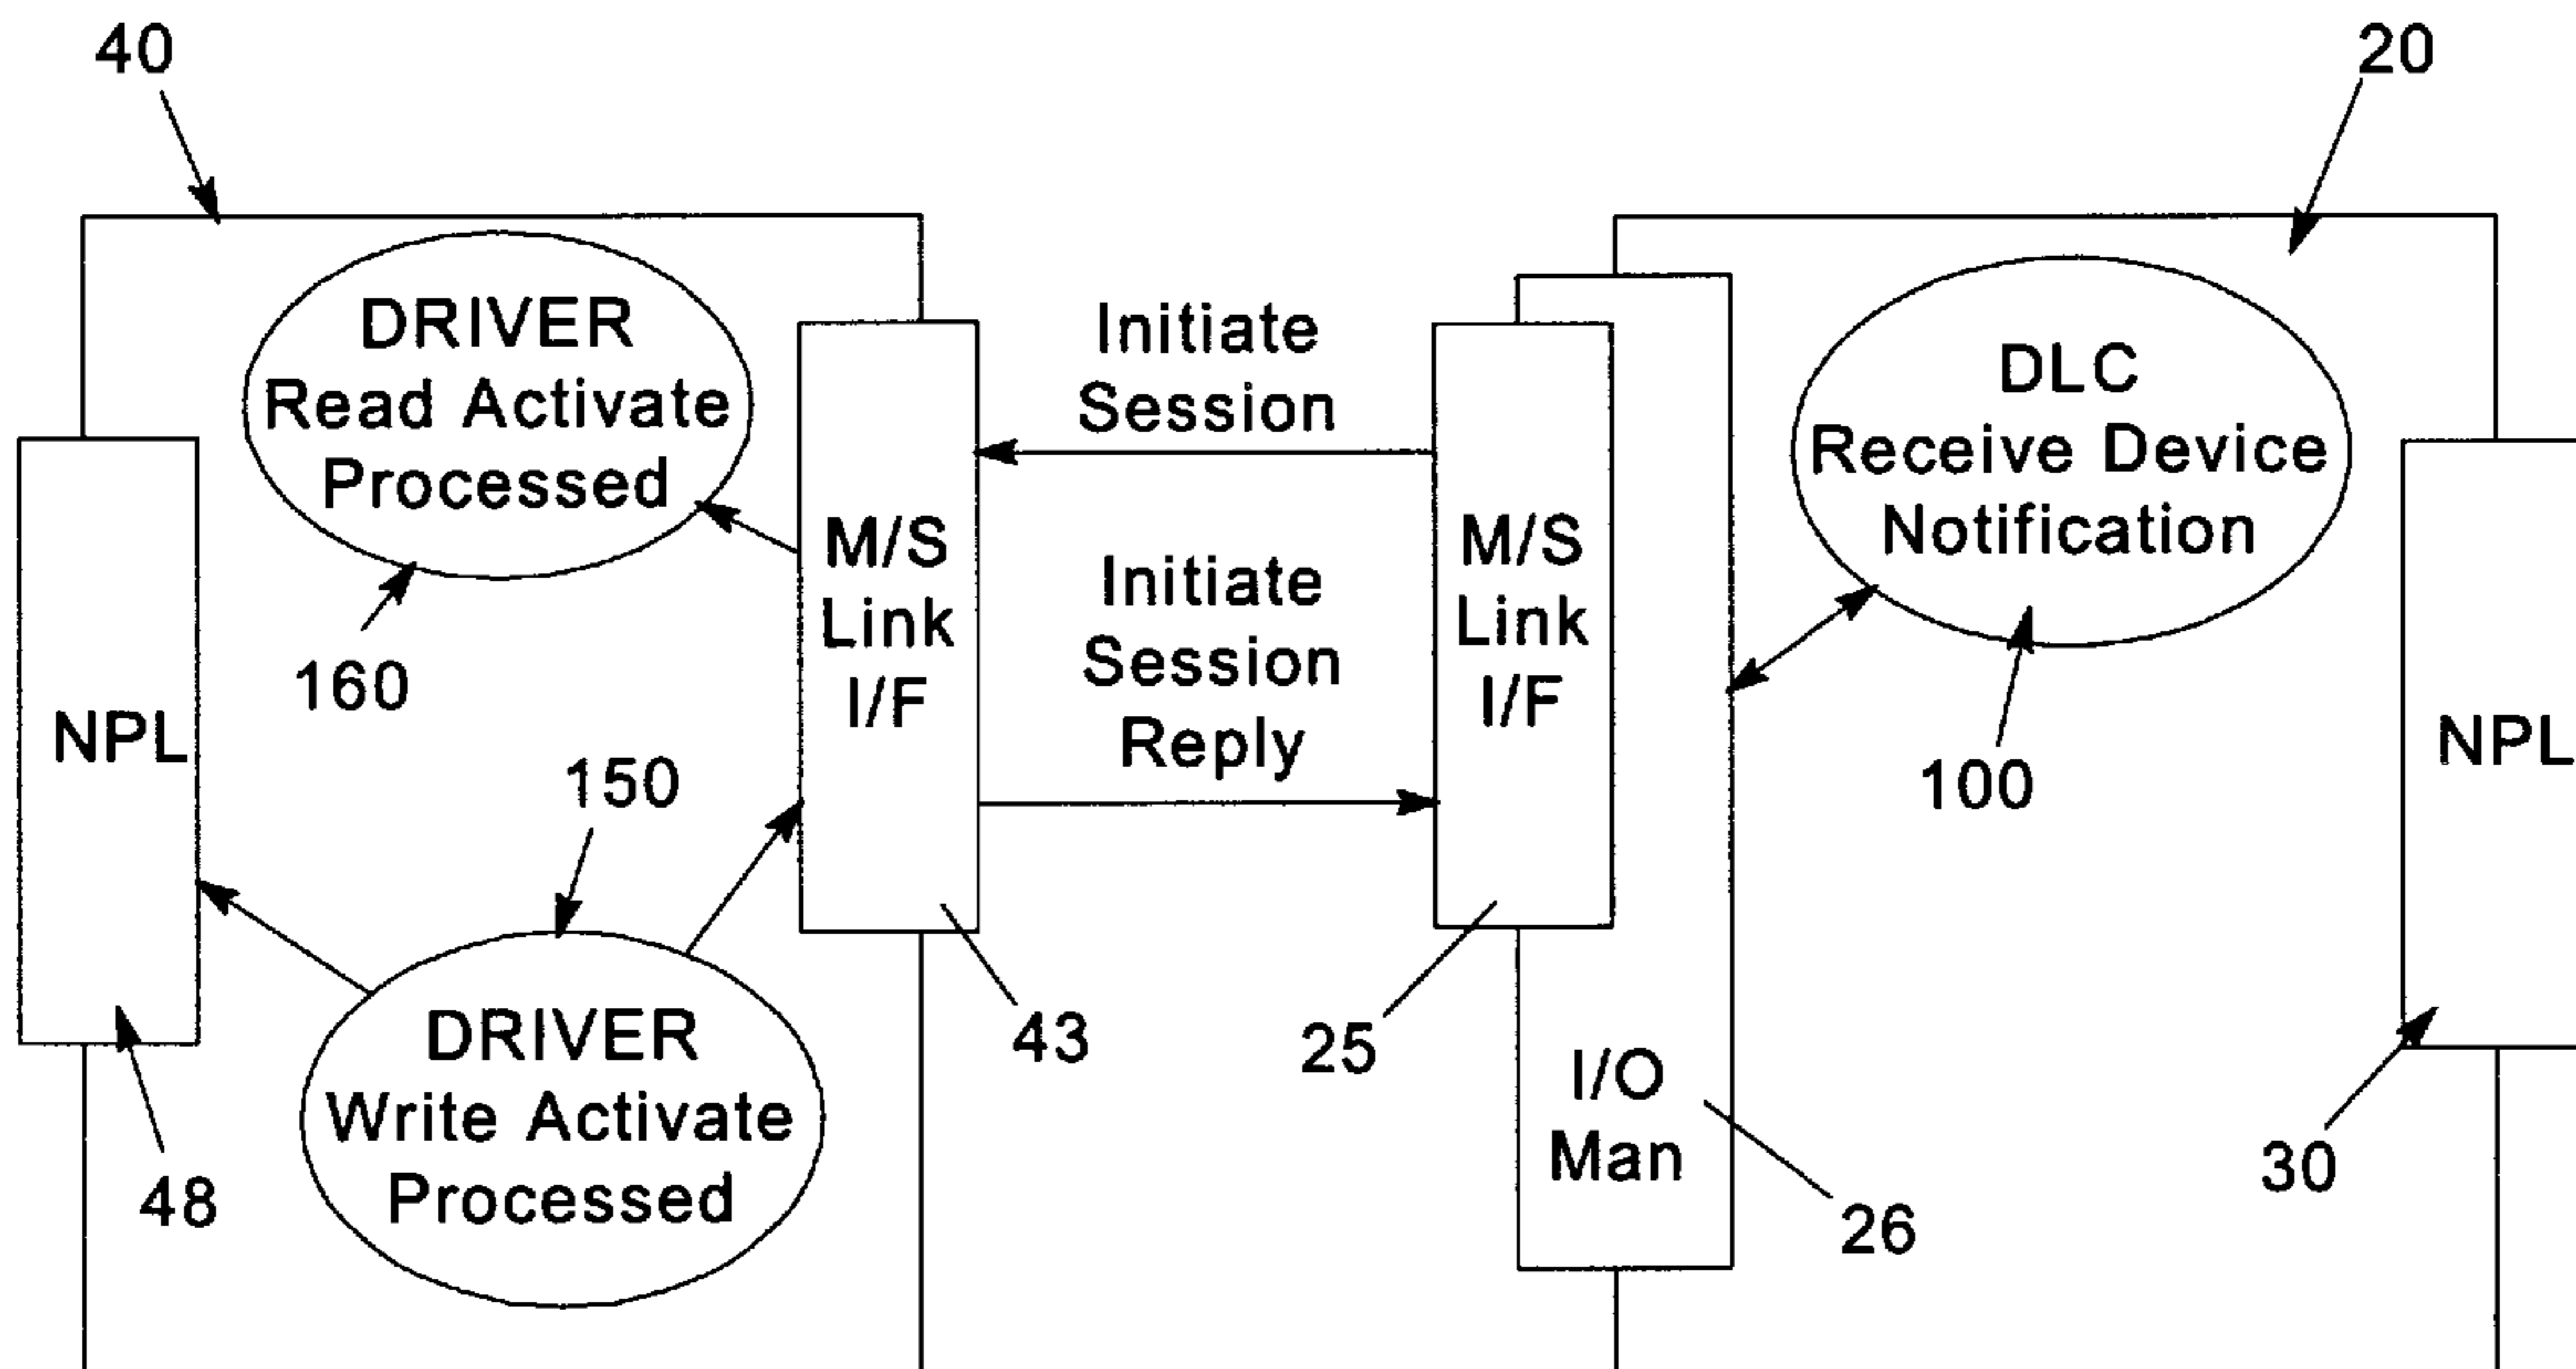 40
20
DRIVER
Read Activate
Processed
160
NPL
48
150
DRIVER
Write Activate
Processed
M/S
Link
I/F
43
Initiate
Session
Initiate
Session
Reply
M/S
Link
I/F
25
I/O
Man
26
DLC
Receive Device
Notification
100
NPL
30